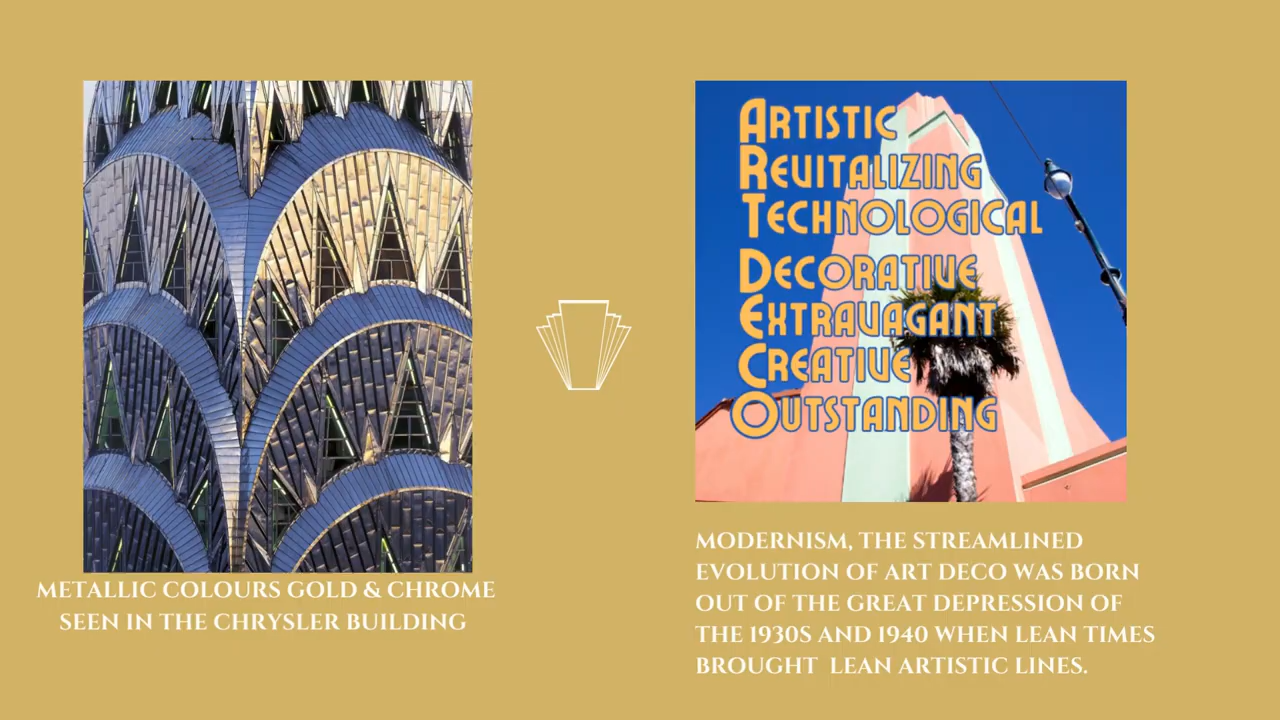 METALLIC COLOURS GOLD & CHROME
SEEN IN THE CHRYSLER BUILDING
ARTISTIC
REVITALIZING
TECHNOLOGICAL
DECORATIVE
EXTRAVAGANT
CREATIVE
OUTSTANDING
MODERNISM, THE STREAMLINED
EVOLUTION OF ART DECO WAS BORN
OUT OF THE GREAT DEPRESSION OF
THE 1930S AND 1940 WHEN LEAN TIMES
BROUGHT  LEAN ARTISTIC LINES.